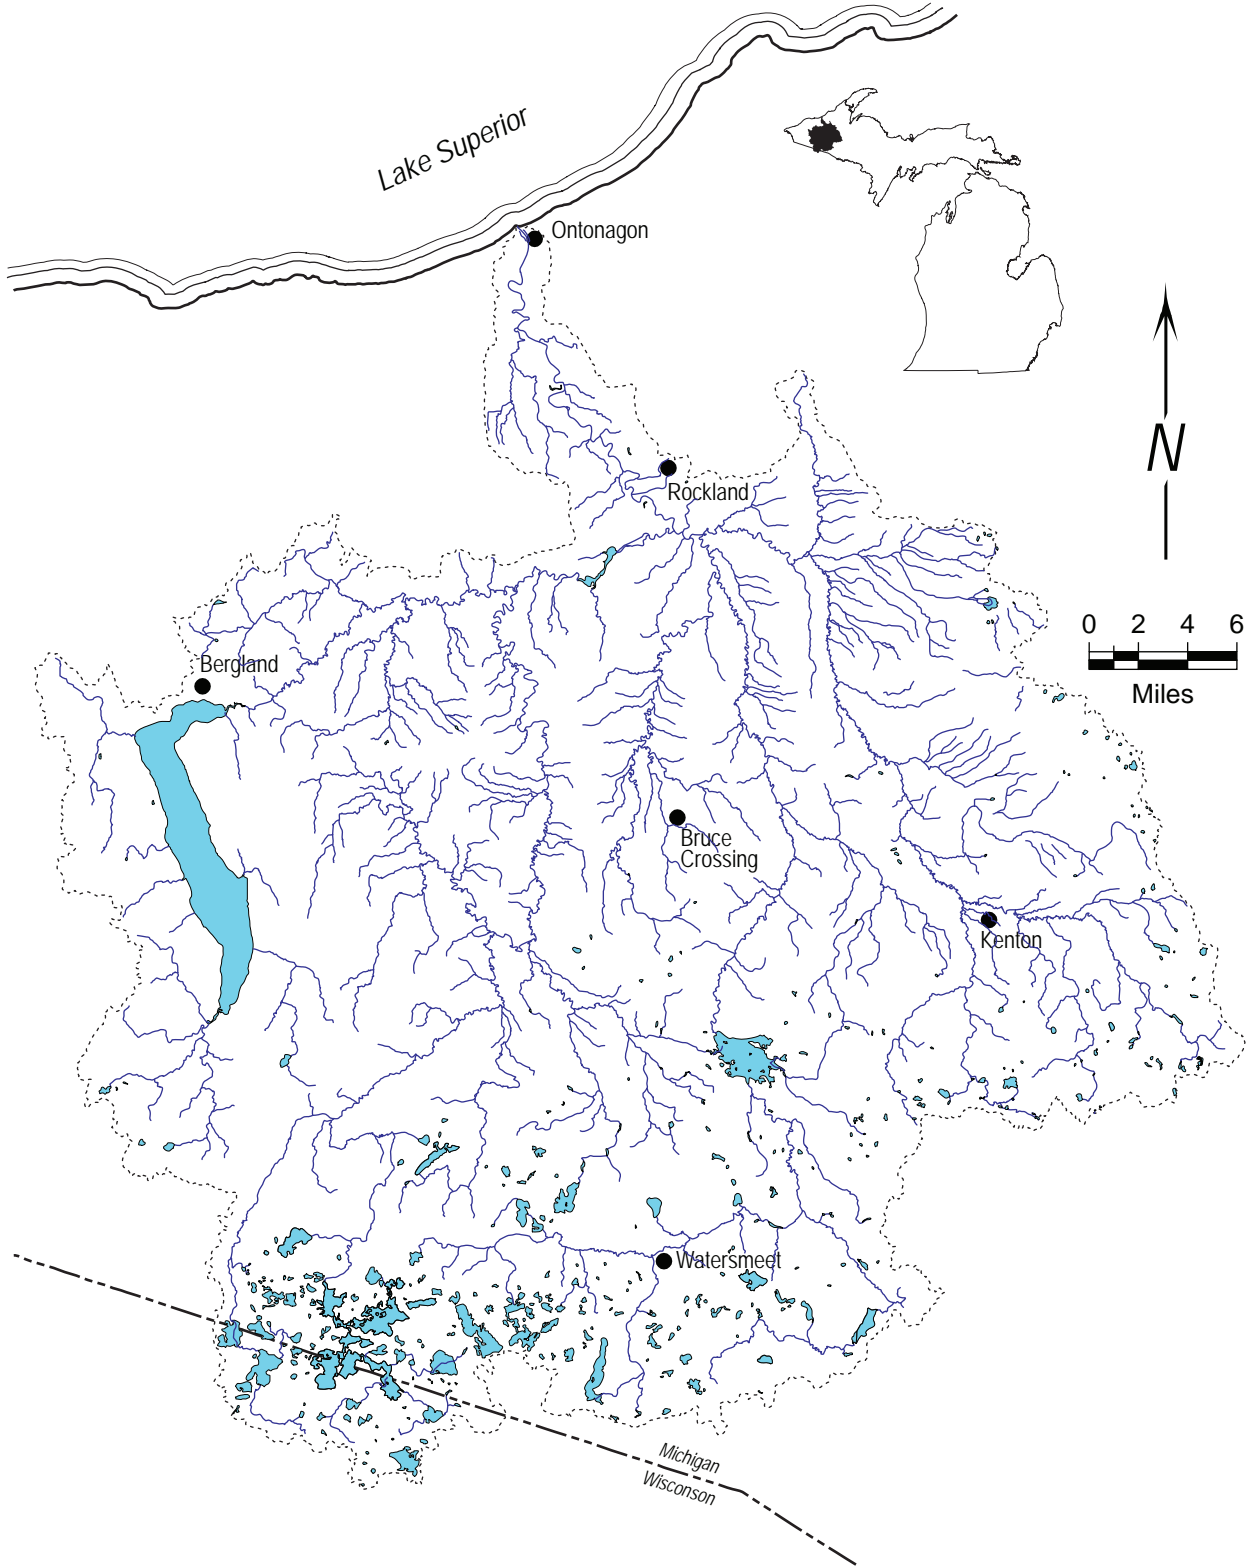 Lake Superior
Ontonagon
N
Rockland
0 2 4 6
Miles
Bergland
Bruce
Crossing
Kenton
Watersmeet
Michigan
Wisconson